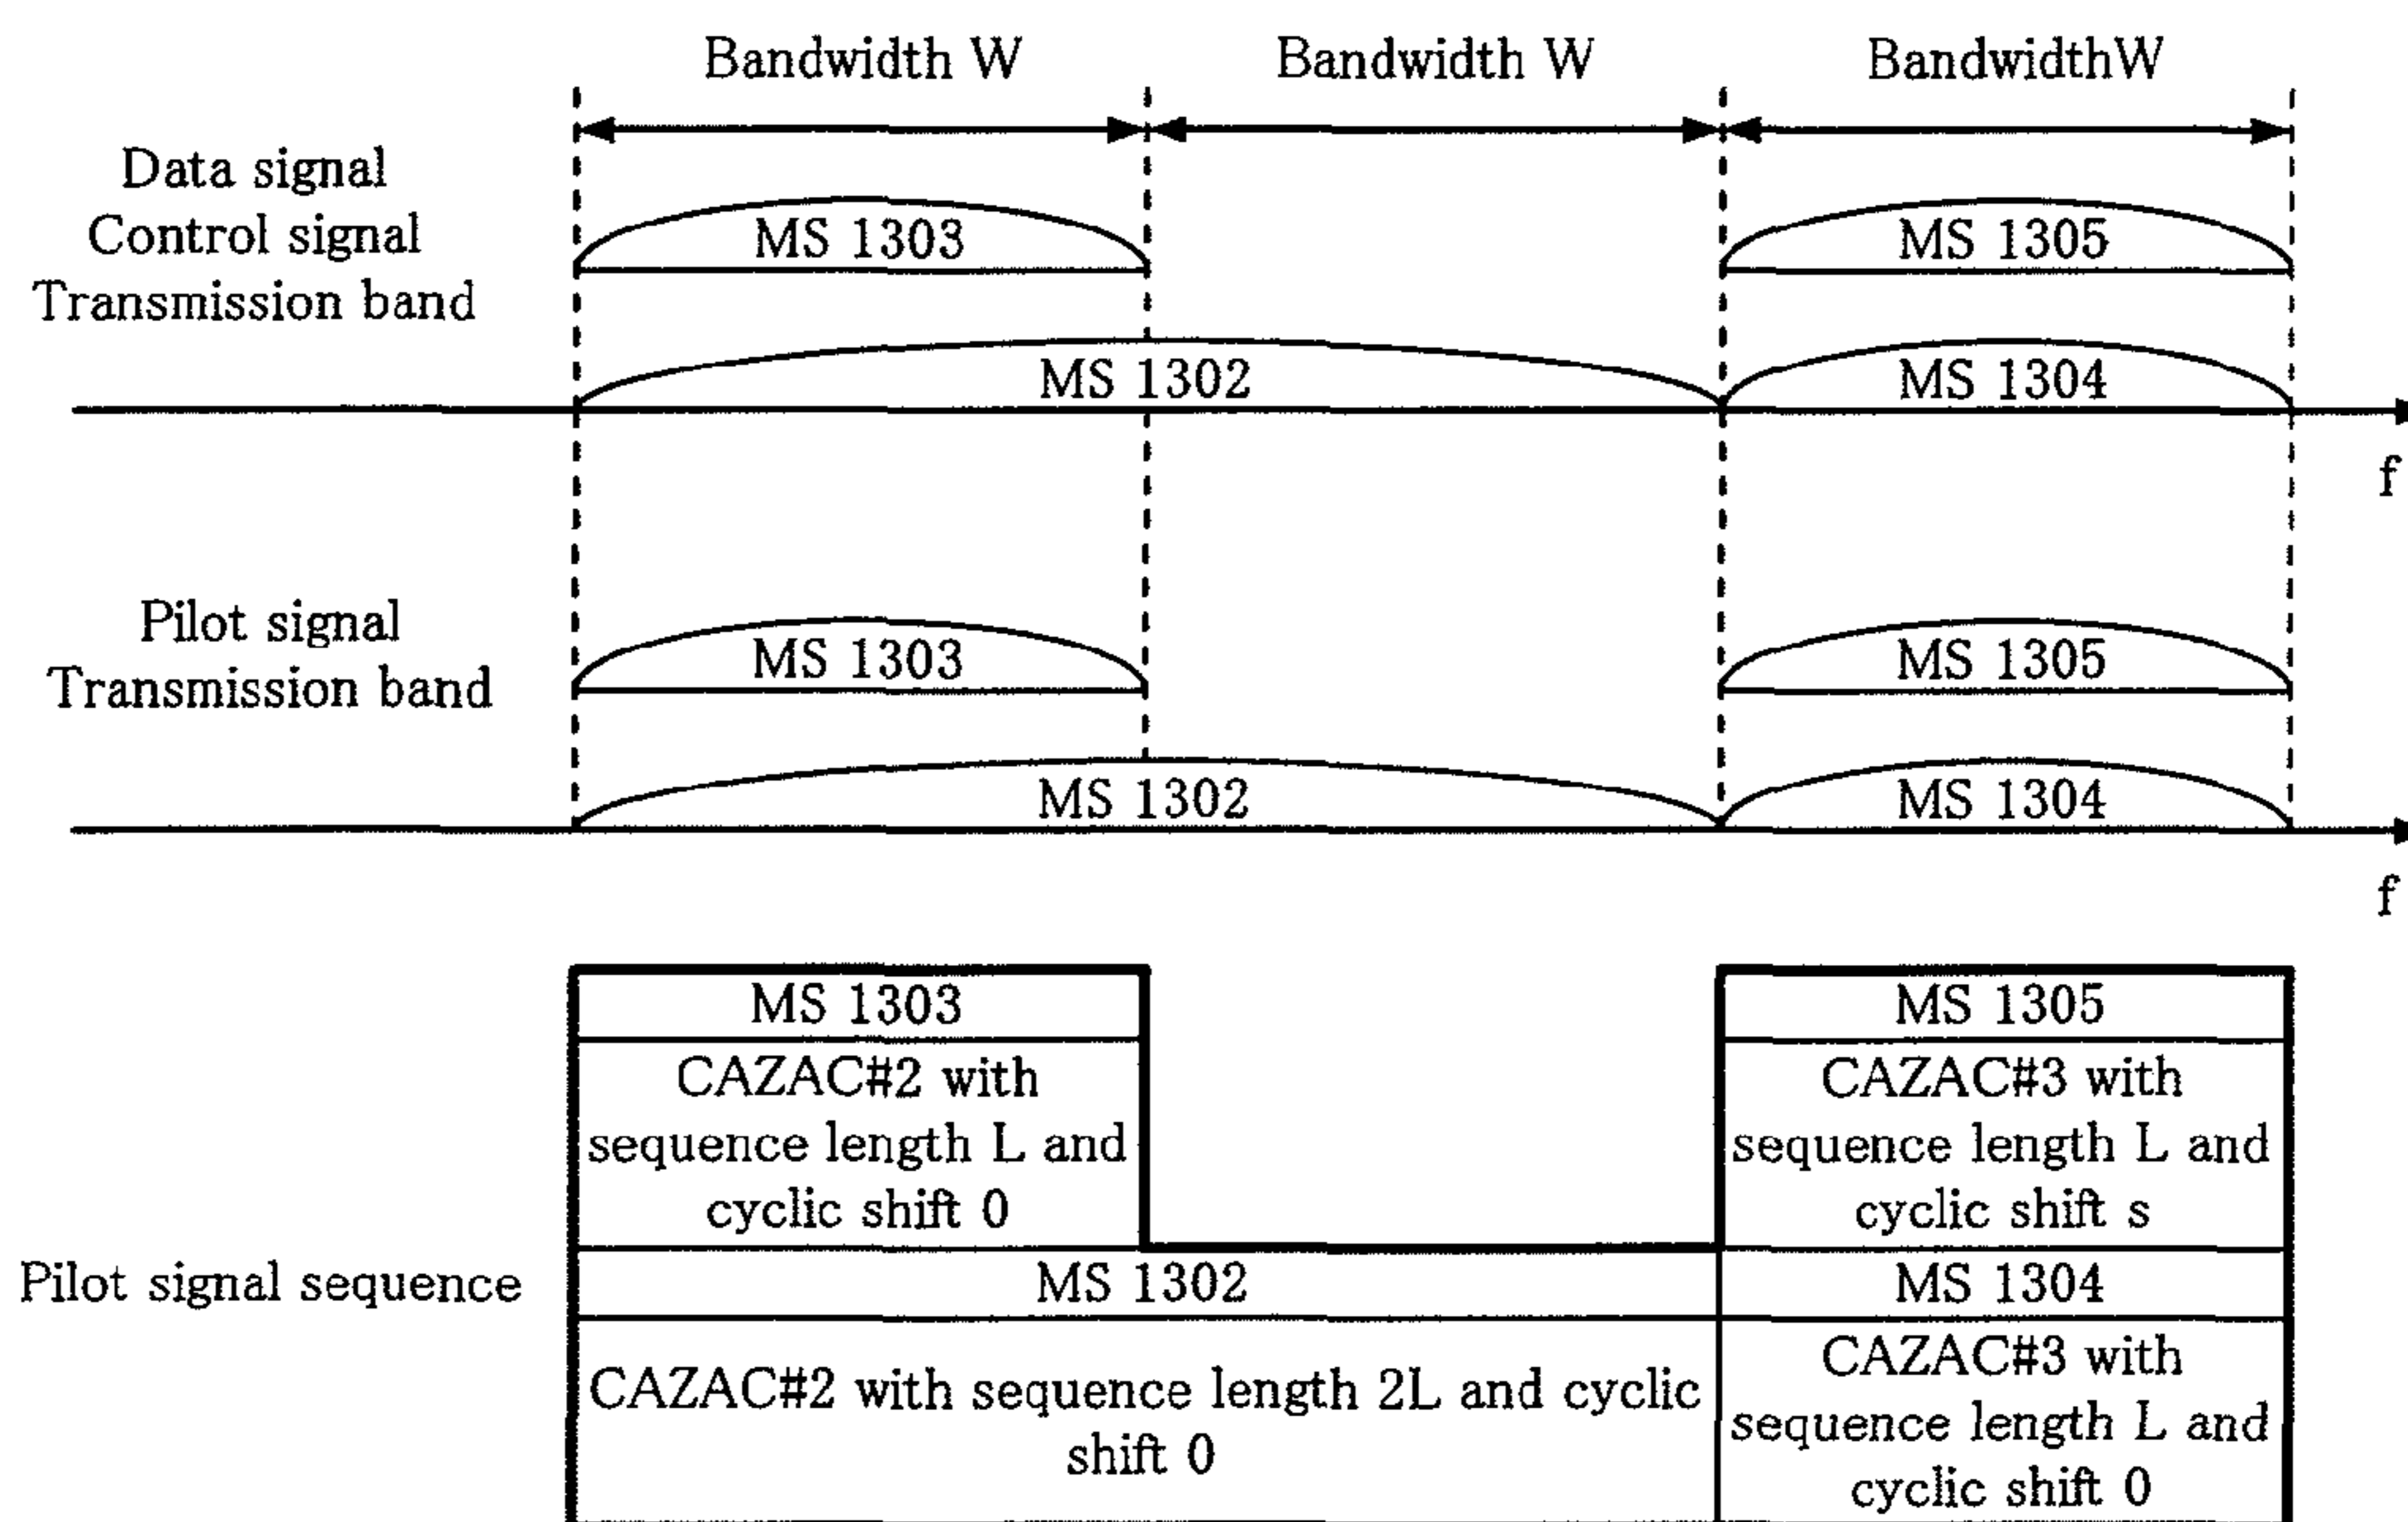 Bandwidth W
Bandwidth W
BandwidthW
Data signal
Control signal
Transmission band
MS 1303
MS 1305
MS 1302
MS 1304
f
Pilot signal
Transmission band
MS 1303
MS 1305
MS 1302
MS 1304
f
Pilot signal sequence
MS 1303
CAZAC#2 with
sequence length L and
cyclic shift 0
MS 1305
CAZAC#3 with
sequence length L and
cyclic shift s
MS 1302
CAZAC#2 with sequence length 2L and cyclic
shift 0
MS 1304
CAZAC#3 with
sequence length L and
cyclic shift 0